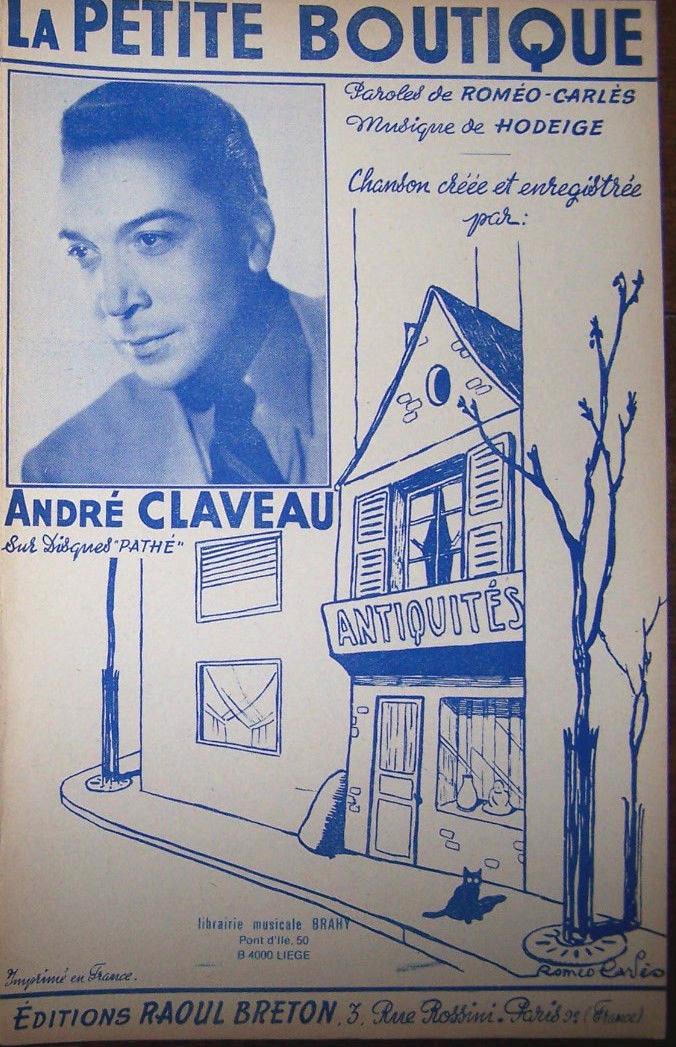 LA PETITE BOUTIQUE
Paroles de ROMÉO-CARLÈS
Musique de HODEIGE
Chanson créée et enregistrée
par:
ANDRÉ CLAVEAU
sur Disques "PATHÉ"
ANTIQUITÉS
librairie musicale BRAHY
Pont d'Ile, 50
B 4000 LIEGE
Roméo Carlès
Imprimé en France.
ÉDITIONS RAOUL BRETON, 3, Rue Rossini - Paris 9e (France)